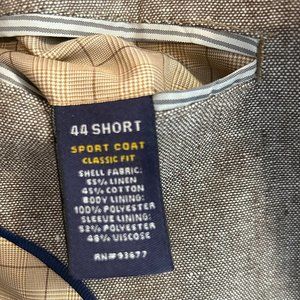 44 SHORT
SPORT COAT
CLASSIC FIT
SHELL FABRIC:
55% LINEN
45% COTTON
BODY LINING:
100% POLYESTER
SLEEVE LINING:
52% POLYESTER
48% VISCOSE
RN#93677